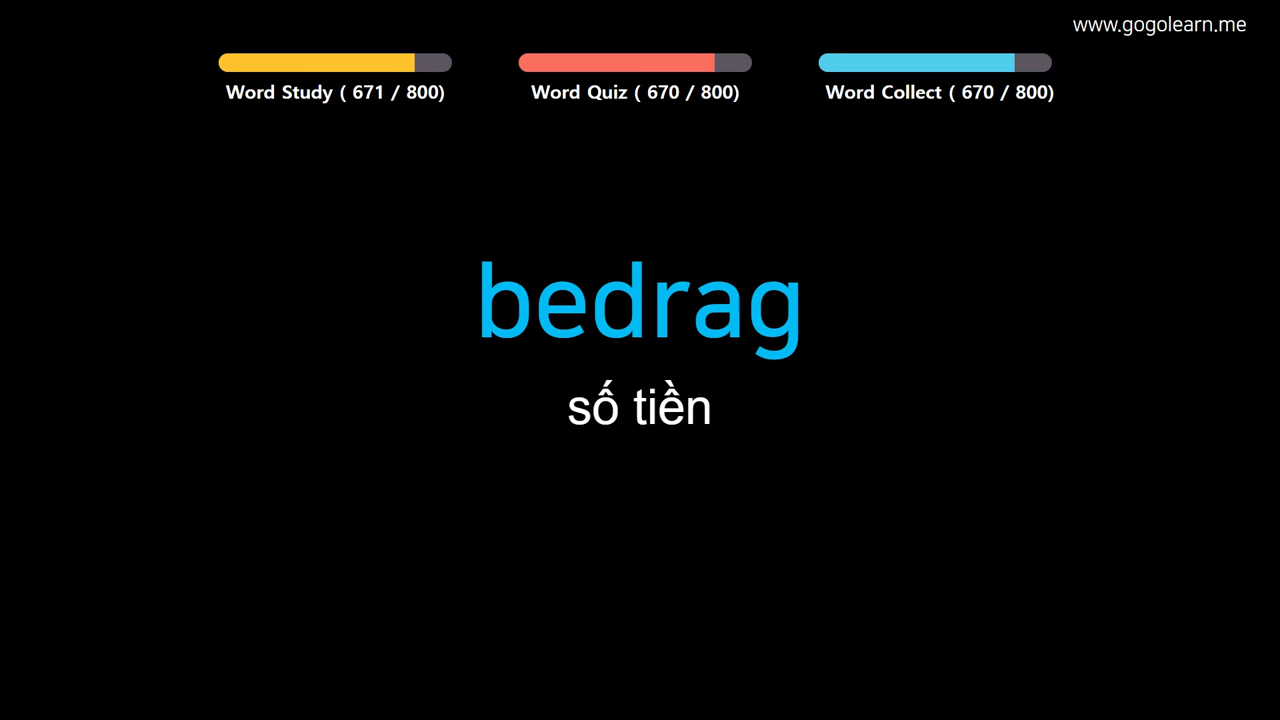 www.gogolearn.me
Word Study ( 671 / 800)
Word Quiz ( 670 / 800)
Word Collect ( 670 / 800)
bedrag
số tiền